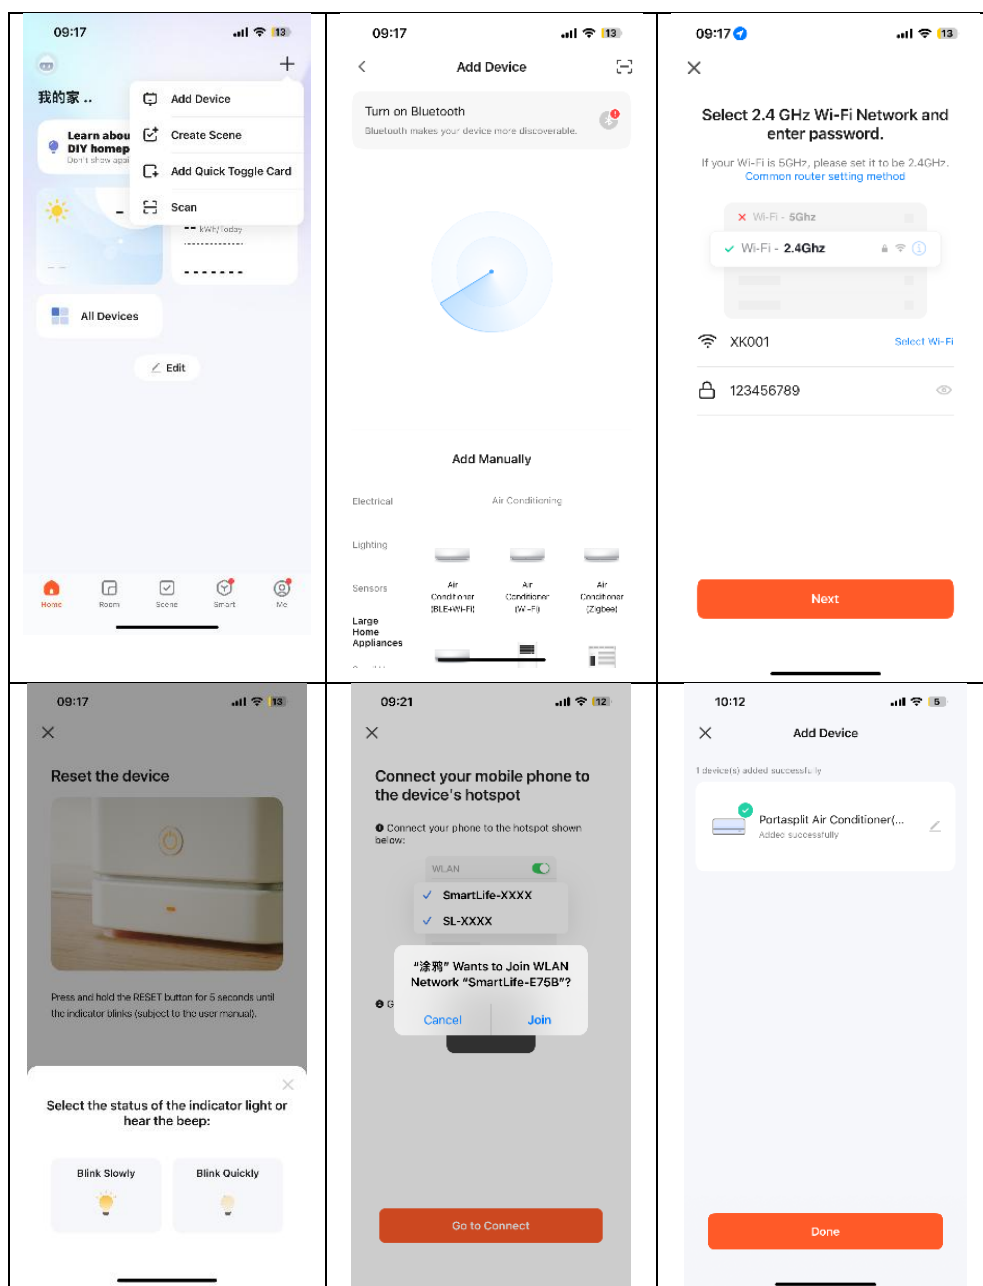 09:17
13
我的家 ..
Add Device
Create Scene
Add Quick Toggle Card
Scan
Learn abou
DIY homep
Don't show agai
-
-- kWh/Today
-- 
-------
All Devices
Edit
Home
Room
Scene
Smart
Me
09:17
13
Add Device
Turn on Bluetooth
Bluetooth makes your device more discoverable.
Add Manually
Electrical
Air Conditioning
Lighting
Sensors
Air
Conditioner
(BLE+Wi-Fi)
Air
Conditioner
(Wi-Fi)
Air
Conditioner
(Zigbee)
Large
Home
Appliances
09:17
13
Select 2.4 GHz Wi-Fi Network and
enter password.
If your Wi-Fi is 5GHz, please set it to be 2.4GHz.
Common router setting method
Wi-Fi - 5Ghz
Wi-Fi - 2.4Ghz
XK001
Select Wi-Fi
123456789
Next
09:17
13
Reset the device
Press and hold the RESET button for 5 seconds until
the indicator blinks (subject to the user manual).
Select the status of the indicator light or
hear the beep:
Blink Slowly
Blink Quickly
09:21
12
Connect your mobile phone to
the device's hotspot
1 Connect your phone to the hotspot shown
below:
WLAN
SmartLife-XXXX
SL-XXXX
"涂鸦" Wants to Join WLAN
Network "SmartLife-E75B"?
2 G
Cancel
Join
Go to Connect
10:12
5
Add Device
1 device(s) added successfully
Portasplit Air Conditioner(...
Added successfully
Done